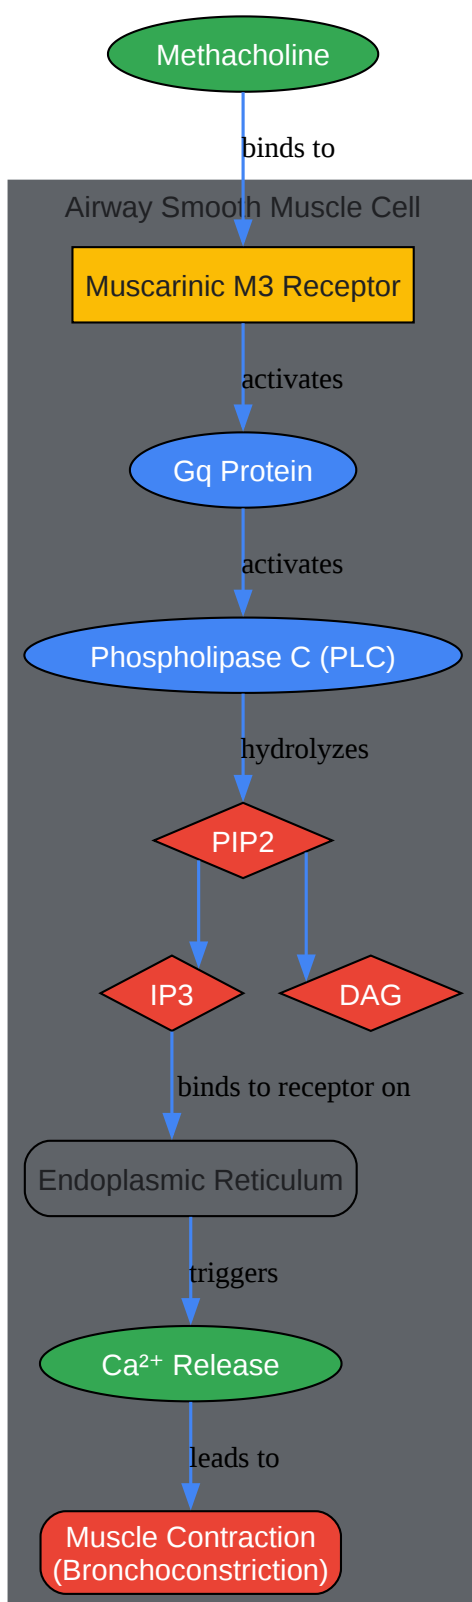 Methacholine
binds to
Airway Smooth Muscle Cell
Muscarinic M3 Receptor
activates
Gq Protein
activates
Phospholipase C (PLC)
hydrolyzes
PIP2
IP3
DAG
binds to receptor on
Endoplasmic Reticulum
triggers
Ca²⁺ Release
leads to
Muscle Contraction
(Bronchoconstriction)